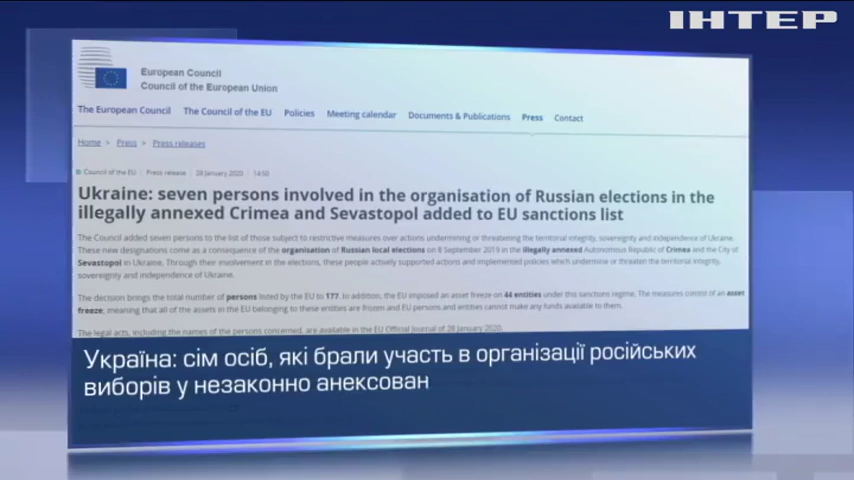 ІНТЕР
European Council
Council of the European Union
The European Council The Council of the EU Policies Meeting calendar Documents & Publications Press Contact
Home > Press > Press releases
Council of the EU Press release 28 January 2020 14:50
Ukraine: seven persons involved in the organisation of Russian elections in the
illegally annexed Crimea and Sevastopol added to EU sanctions list
The Council added seven persons to the list of those subject to restrictive measures over actions undermining or threatening the territorial integrity, sovereignty and independence of Ukraine.
These new designations come as a consequence of the organisation of Russian local elections on 8 September 2019 in the illegally annexed Autonomous Republic of Crimea and the City of
Sevastopol in Ukraine. Through their involvement in the elections, these people actively supported actions and implemented policies which undermine or threaten the territorial integrity,
sovereignty and independence of Ukraine.
The decision brings the total number of persons listed by the EU to 177. In addition, the EU imposed an asset freeze on 44 entities under this sanctions regime. The measures consist of an asset
freeze, meaning that all of the assets in the EU belonging to these entities are frozen and EU persons and entities cannot make any funds available to them.
The legal acts, including the names of the persons concerned, are available in the EU Official Journal of 28 January 2020.
Україна: сім осіб, які брали участь в організації російських
виборів у незаконно анексован